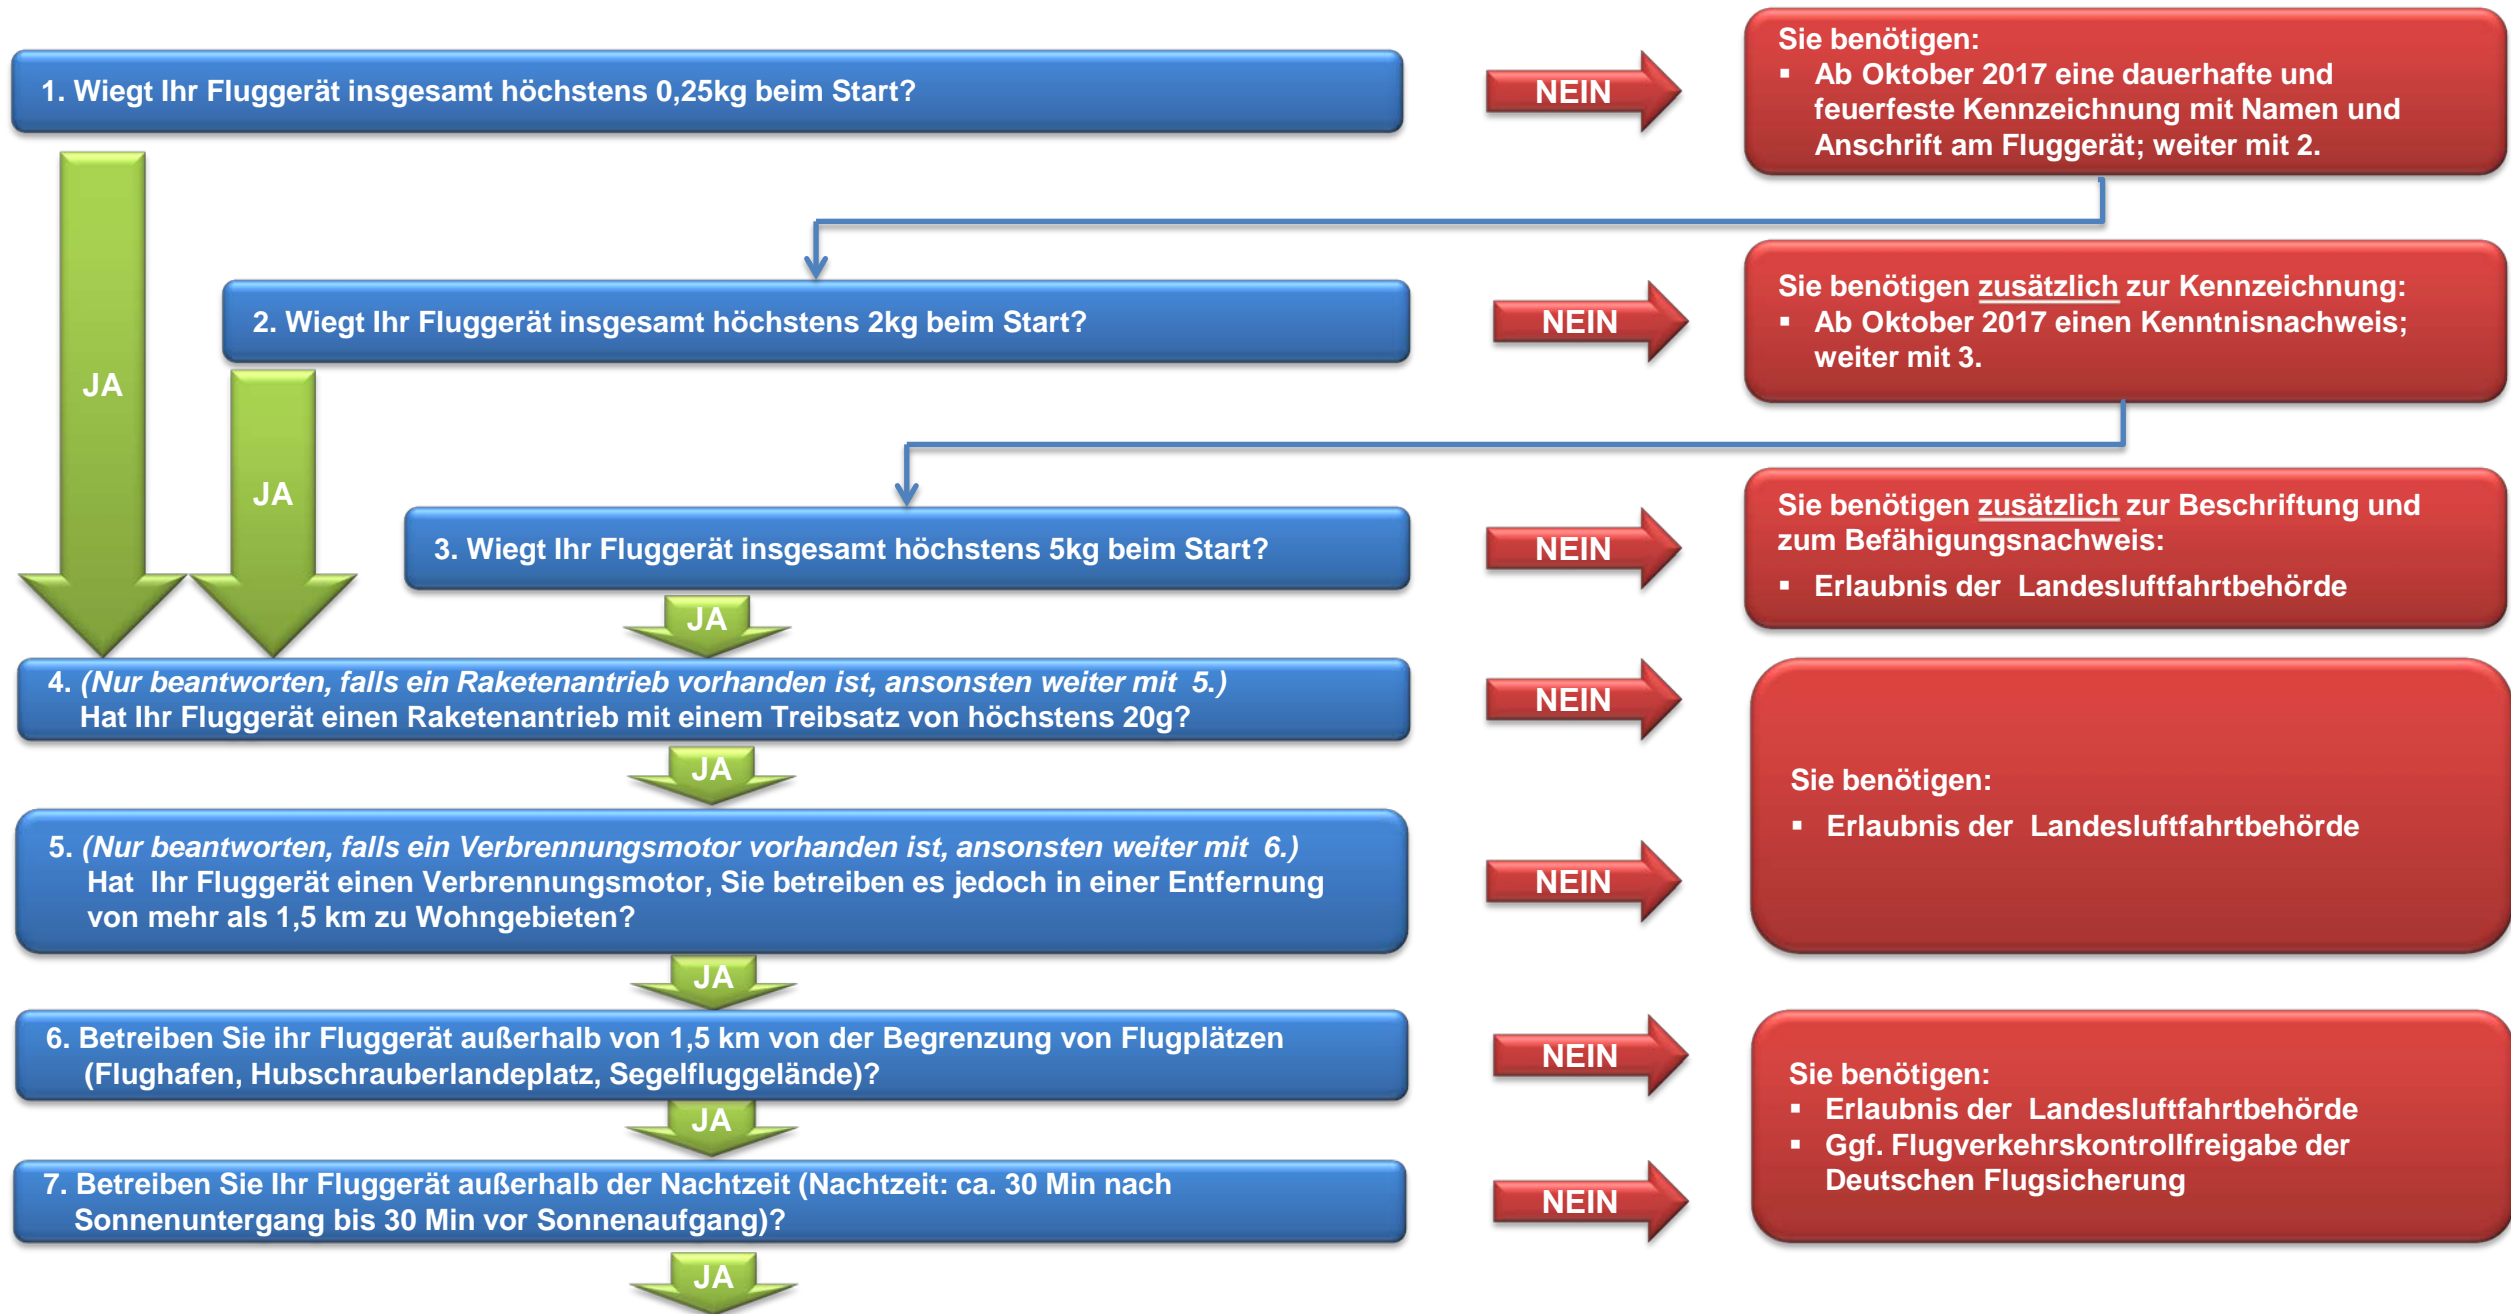 1. Wiegt Ihr Fluggerät insgesamt höchstens 0,25kg beim Start?
NEIN
Sie benötigen:
▪ Ab Oktober 2017 eine dauerhafte und
feuerfeste Kennzeichnung mit Namen und
Anschrift am Fluggerät; weiter mit 2.
JA
2. Wiegt Ihr Fluggerät insgesamt höchstens 2kg beim Start?
NEIN
Sie benötigen zusätzlich zur Kennzeichnung:
▪ Ab Oktober 2017 einen Kenntnisnachweis;
weiter mit 3.
JA
3. Wiegt Ihr Fluggerät insgesamt höchstens 5kg beim Start?
NEIN
Sie benötigen zusätzlich zur Beschriftung und
zum Befähigungsnachweis:
▪ Erlaubnis der Landesluftfahrtbehörde
JA
4. (Nur beantworten, falls ein Raketenantrieb vorhanden ist, ansonsten weiter mit 5.)
Hat Ihr Fluggerät einen Raketenantrieb mit einem Treibsatz von höchstens 20g?
NEIN
JA
5. (Nur beantworten, falls ein Verbrennungsmotor vorhanden ist, ansonsten weiter mit 6.)
Hat Ihr Fluggerät einen Verbrennungsmotor, Sie betreiben es jedoch in einer Entfernung
von mehr als 1,5 km zu Wohngebieten?
NEIN
Sie benötigen:
▪ Erlaubnis der Landesluftfahrtbehörde
JA
6. Betreiben Sie ihr Fluggerät außerhalb von 1,5 km von der Begrenzung von Flugplätzen
(Flughafen, Hubschrauberlandeplatz, Segelfluggelände)?
NEIN
JA
7. Betreiben Sie Ihr Fluggerät außerhalb der Nachtzeit (Nachtzeit: ca. 30 Min nach
Sonnenuntergang bis 30 Min vor Sonnenaufgang)?
NEIN
Sie benötigen:
▪ Erlaubnis der Landesluftfahrtbehörde
▪ Ggf. Flugverkehrskontrollfreigabe der
Deutschen Flugsicherung
JA